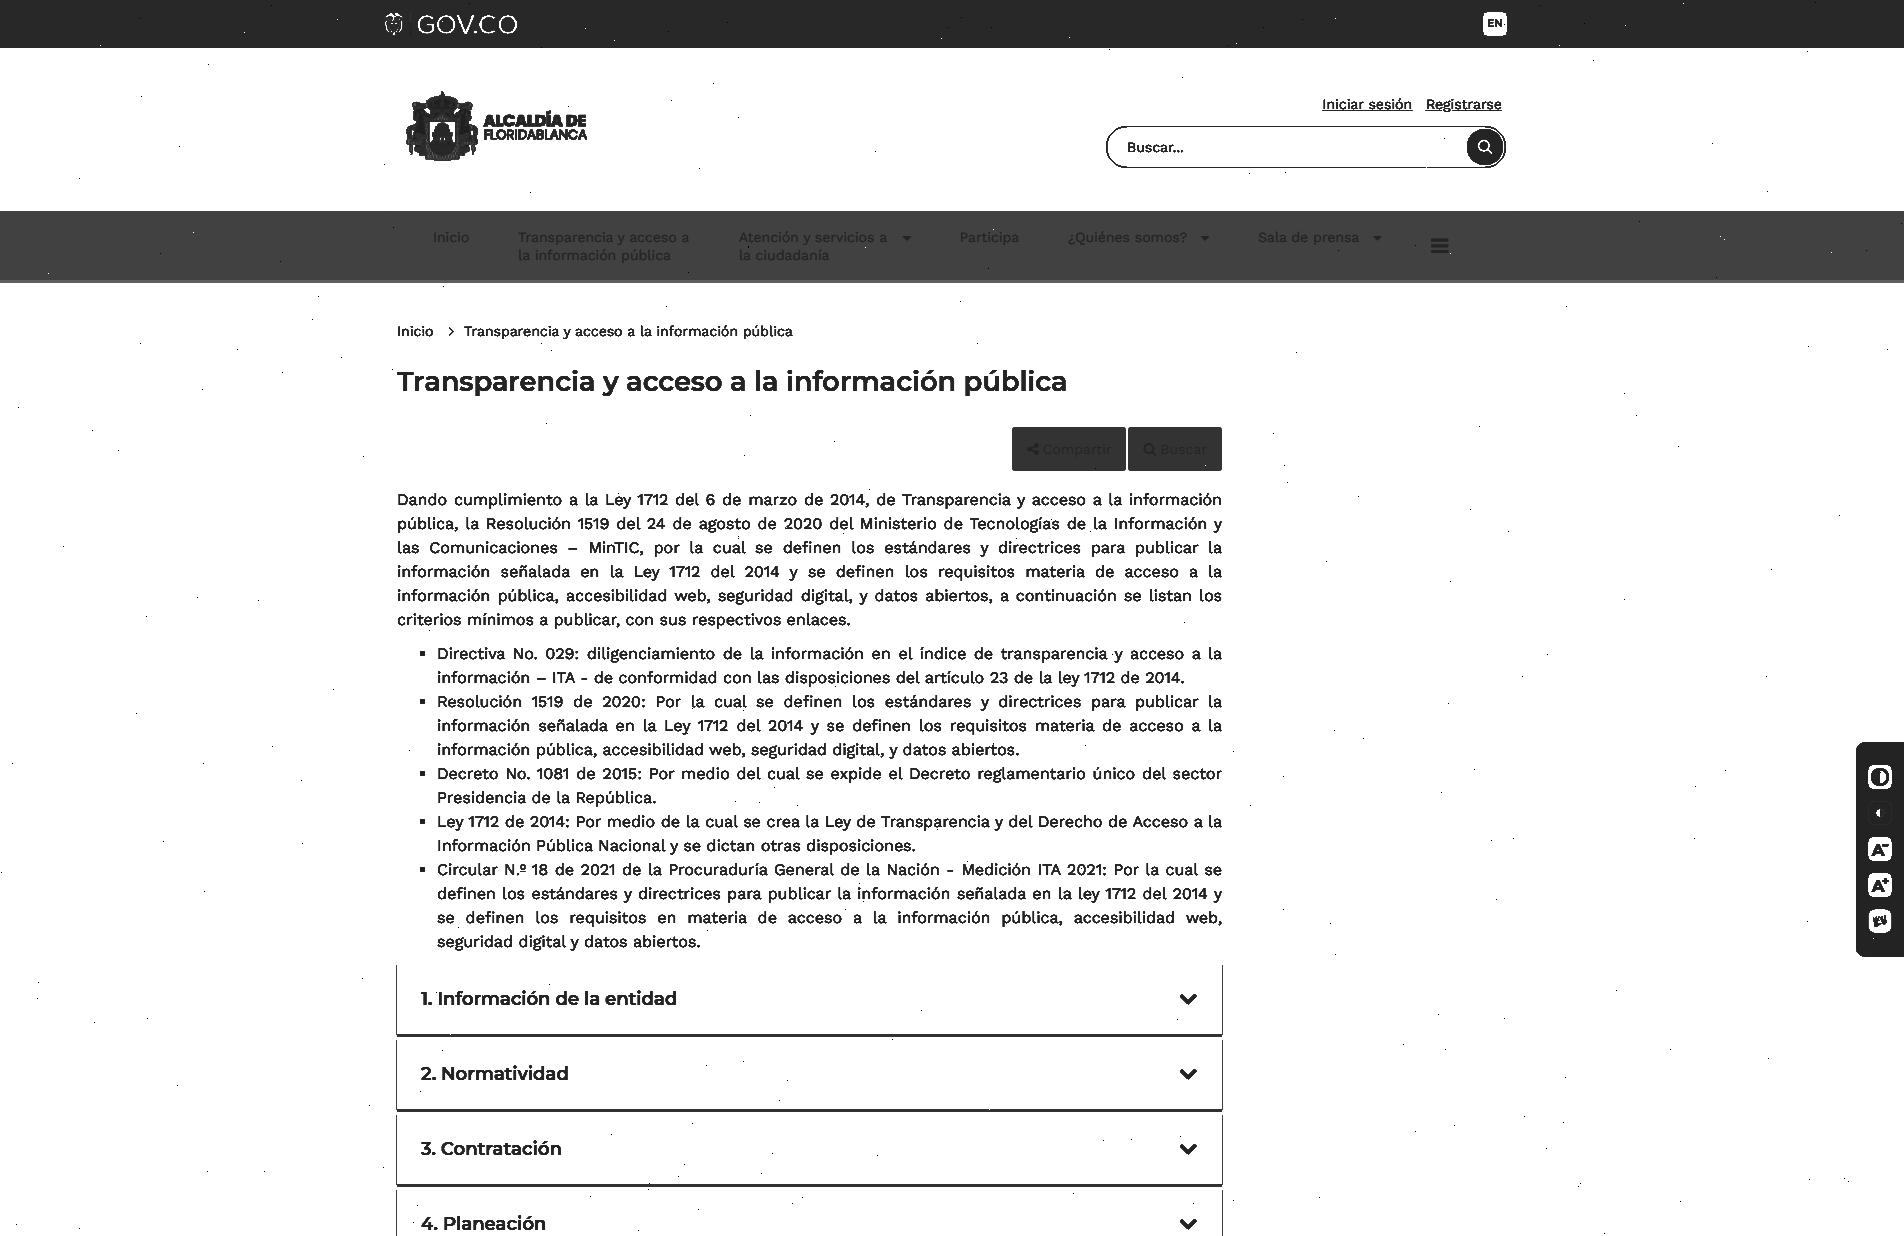 GOV.CO
EN
ALCALDÍA DE
FLORIDABLANCA
Iniciar sesión Registrarse
Buscar...
Inicio
Transparencia y acceso a
la información pública
Atención y servicios a
la ciudadanía
Participa
¿Quiénes somos?
Sala de prensa
Inicio > Transparencia y acceso a la información pública
Transparencia y acceso a la información pública
Compartir Buscar
Dando cumplimiento a la Ley 1712 del 6 de marzo de 2014, de Transparencia y acceso a la información
pública, la Resolución 1519 del 24 de agosto de 2020 del Ministerio de Tecnologías de la Información y
las Comunicaciones – MinTIC, por la cual se definen los estándares y directrices para publicar la
información señalada en la Ley 1712 del 2014 y se definen los requisitos materia de acceso a la
información pública, accesibilidad web, seguridad digital, y datos abiertos, a continuación se listan los
criterios mínimos a publicar, con sus respectivos enlaces.
▪ Directiva No. 029: diligenciamiento de la información en el índice de transparencia y acceso a la
información – ITA - de conformidad con las disposiciones del artículo 23 de la ley 1712 de 2014.
▪ Resolución 1519 de 2020: Por la cual se definen los estándares y directrices para publicar la
información señalada en la Ley 1712 del 2014 y se definen los requisitos materia de acceso a la
información pública, accesibilidad web, seguridad digital, y datos abiertos.
▪ Decreto No. 1081 de 2015: Por medio del cual se expide el Decreto reglamentario único del sector
Presidencia de la República.
▪ Ley 1712 de 2014: Por medio de la cual se crea la Ley de Transparencia y del Derecho de Acceso a la
Información Pública Nacional y se dictan otras disposiciones.
▪ Circular N.º 18 de 2021 de la Procuraduría General de la Nación - Medición ITA 2021: Por la cual se
definen los estándares y directrices para publicar la información señalada en la ley 1712 del 2014 y
se definen los requisitos en materia de acceso a la información pública, accesibilidad web,
seguridad digital y datos abiertos.
1. Información de la entidad
2. Normatividad
3. Contratación
4. Planeación
A-
A+